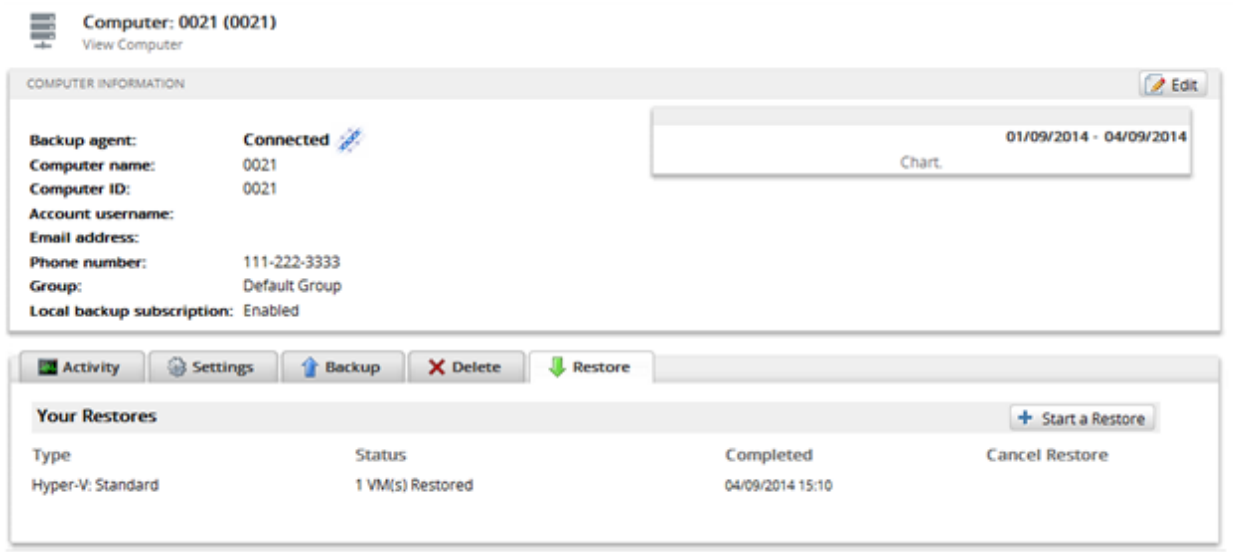 Computer: 0021 (0021)
View Computer
COMPUTER INFORMATION
Edit
Backup agent: Connected
01/09/2014 - 04/09/2014
Chart.
Computer name: 0021
Computer ID: 0021
Account username:
Email address:
Phone number: 111-222-3333
Group: Default Group
Local backup subscription: Enabled
Activity Settings Backup Delete Restore
Your Restores Start a Restore
Type Status Completed Cancel Restore
Hyper-V: Standard 1 VM(s) Restored 04/09/2014 15:10